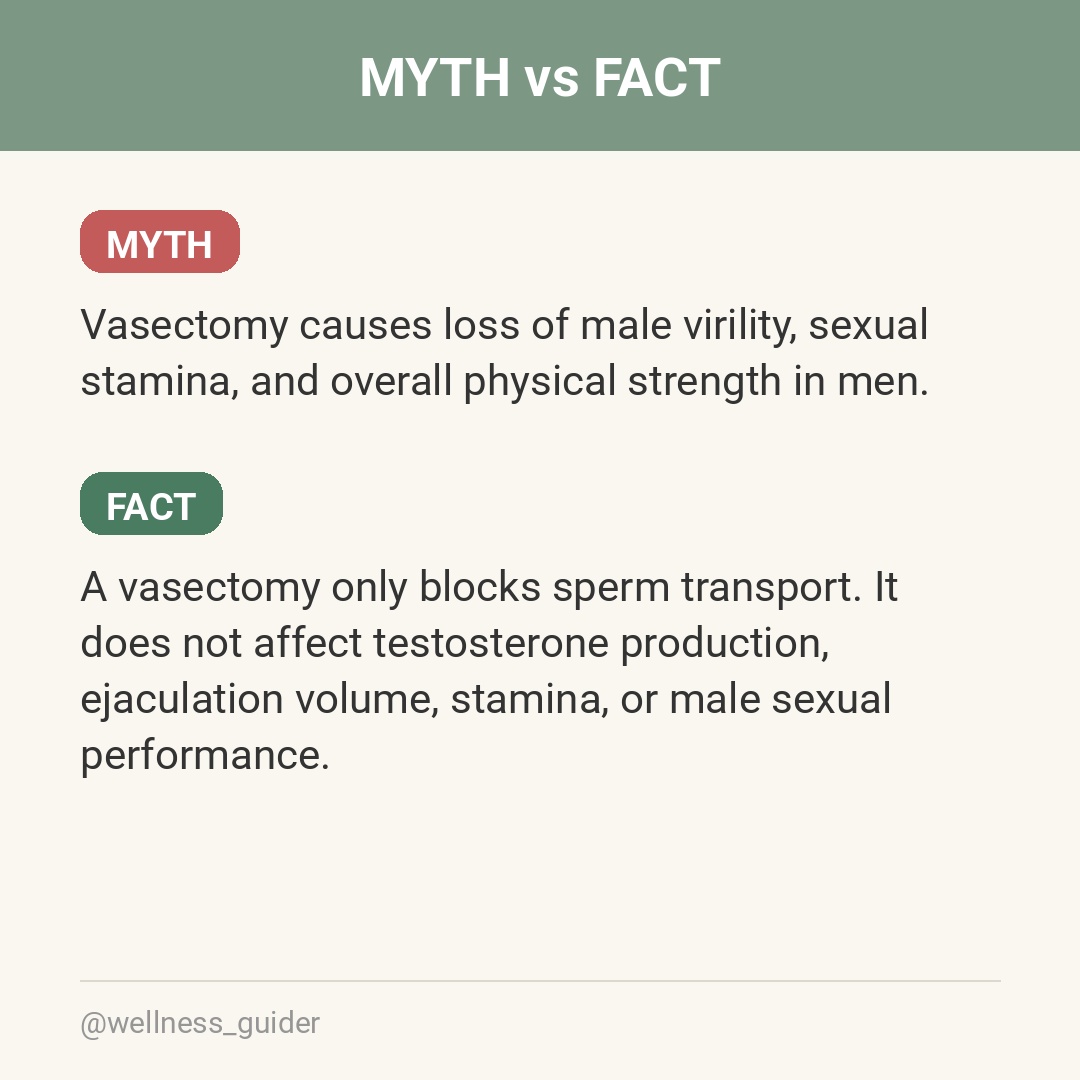 MYTH vs FACT
MYTH
Vasectomy causes loss of male virility, sexual
stamina, and overall physical strength in men.
FACT
A vasectomy only blocks sperm transport. It
does not affect testosterone production,
ejaculation volume, stamina, or male sexual
performance.
@wellness_guider